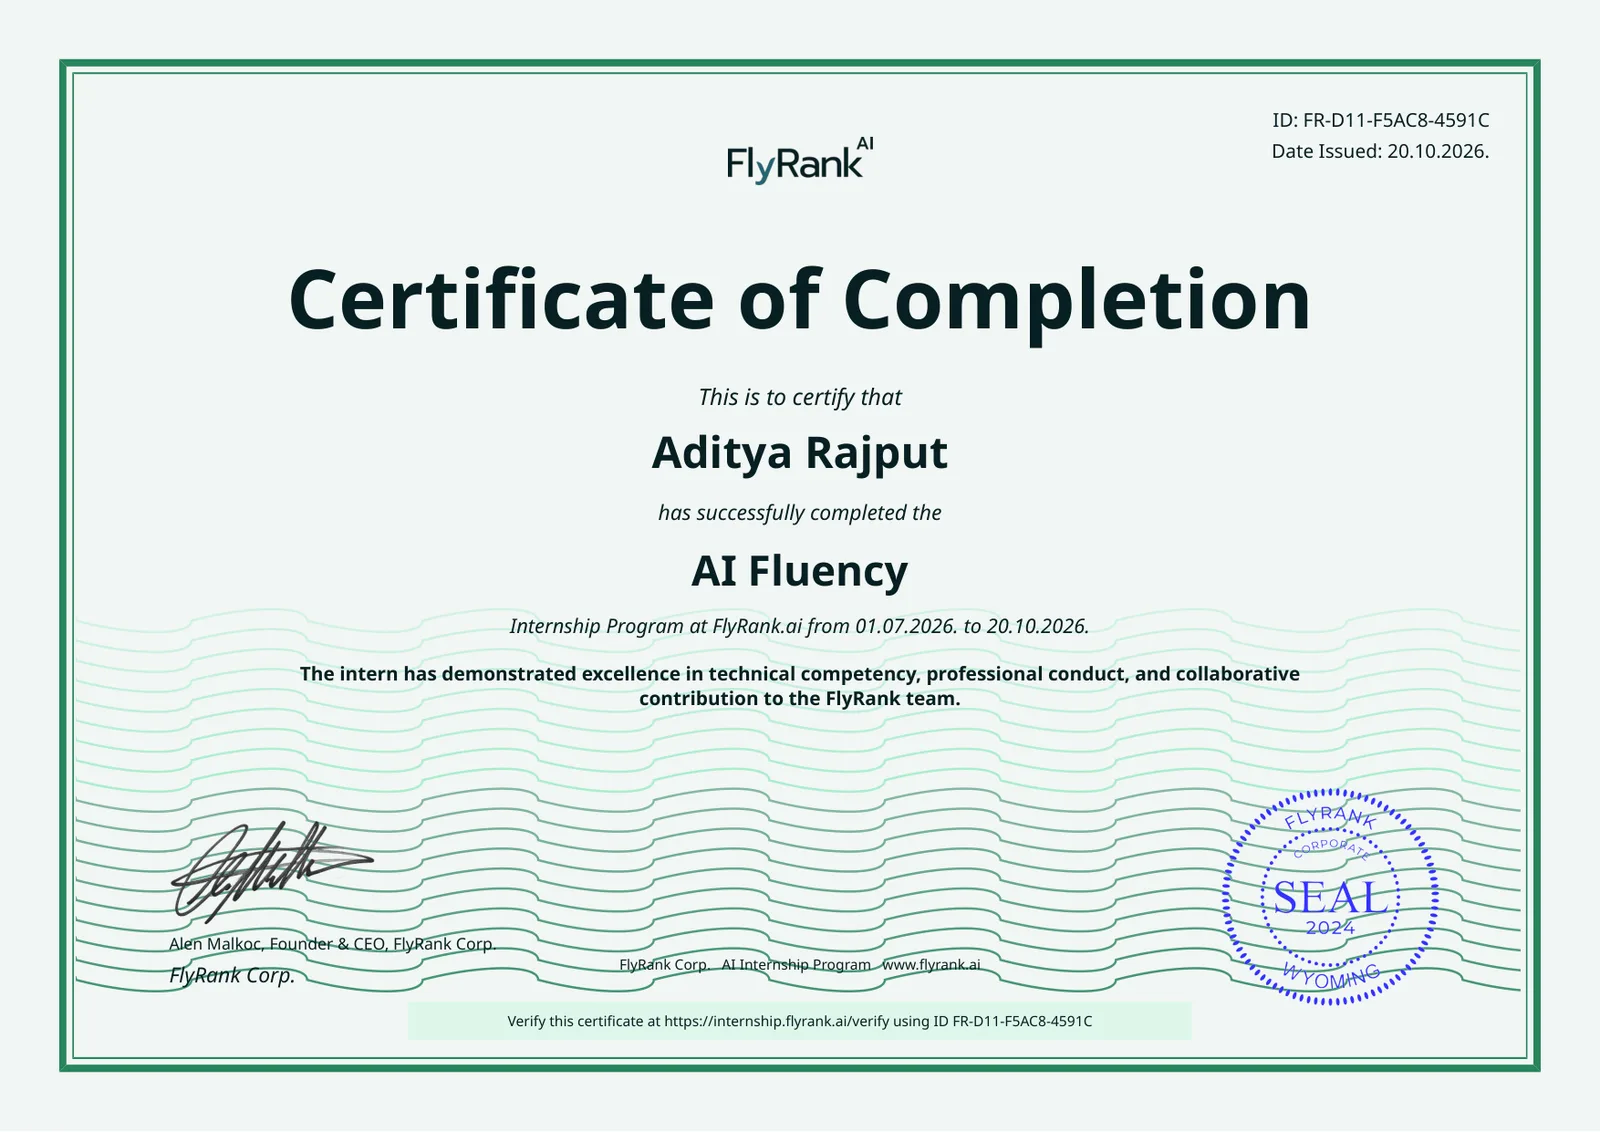 ID: FR-D11-F5AC8-4591C
Date Issued: 20.10.2026.
FlyRank AI
Certificate of Completion
This is to certify that
Aditya Rajput
has successfully completed the
AI Fluency
Internship Program at FlyRank.ai from 01.07.2026. to 20.10.2026.
The intern has demonstrated excellence in technical competency, professional conduct, and collaborative
contribution to the FlyRank team.
Alen Malkoc, Founder & CEO, FlyRank Corp.
FlyRank Corp.
FlyRank Corp. AI Internship Program www.flyrank.ai
FLYRANK
CORPORATE
SEAL
2024
WYOMING
Verify this certificate at https://internship.flyrank.ai/verify using ID FR-D11-F5AC8-4591C